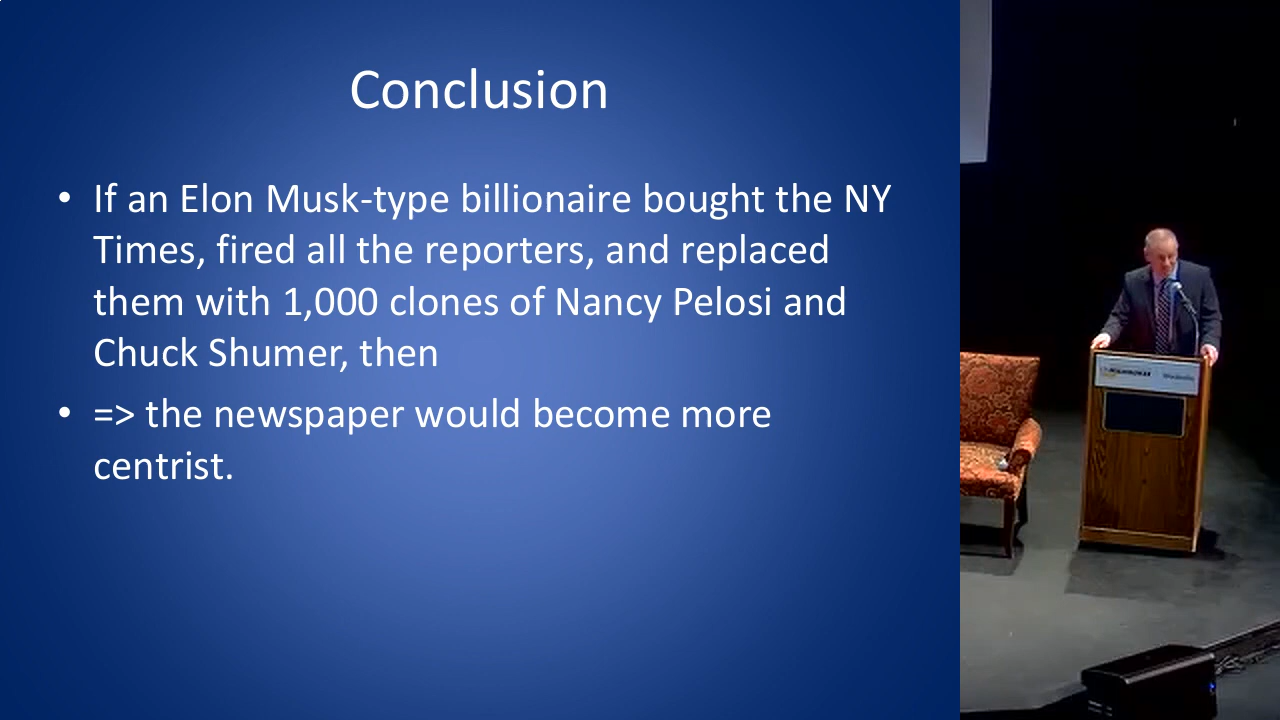 Conclusion
• If an Elon Musk-type billionaire bought the NY
Times, fired all the reporters, and replaced
them with 1,000 clones of Nancy Pelosi and
Chuck Shumer, then
• => the newspaper would become more
centrist.